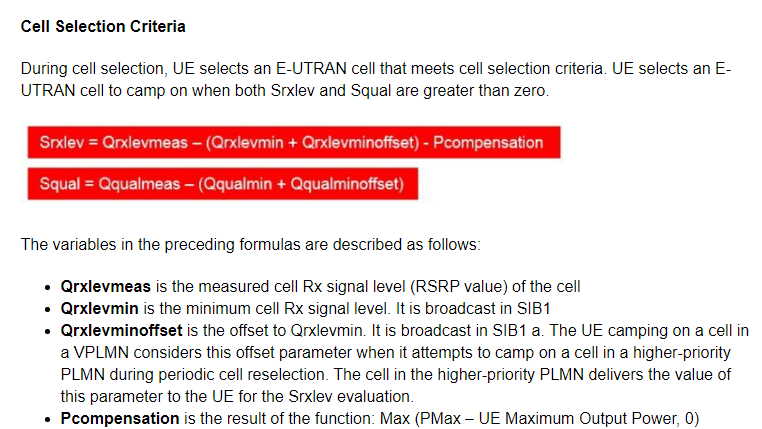 Cell Selection Criteria
During cell selection, UE selects an E-UTRAN cell that meets cell selection criteria. UE selects an E-
UTRAN cell to camp on when both Srxlev and Squal are greater than zero.
Srxlev = Qrxlevmeas – (Qrxlevmin + Qrxlevminoffset) - Pcompensation
Squal = Qqualmeas – (Qqualmin + Qqualminoffset)
The variables in the preceding formulas are described as follows:
• Qrxlevmeas is the measured cell Rx signal level (RSRP value) of the cell
• Qrxlevmin is the minimum cell Rx signal level. It is broadcast in SIB1
• Qrxlevminoffset is the offset to Qrxlevmin. It is broadcast in SIB1 a. The UE camping on a cell in
a VPLMN considers this offset parameter when it attempts to camp on a cell in a higher-priority
PLMN during periodic cell reselection. The cell in the higher-priority PLMN delivers the value of
this parameter to the UE for the Srxlev evaluation.
• Pcompensation is the result of the function: Max (PMax – UE Maximum Output Power, 0)